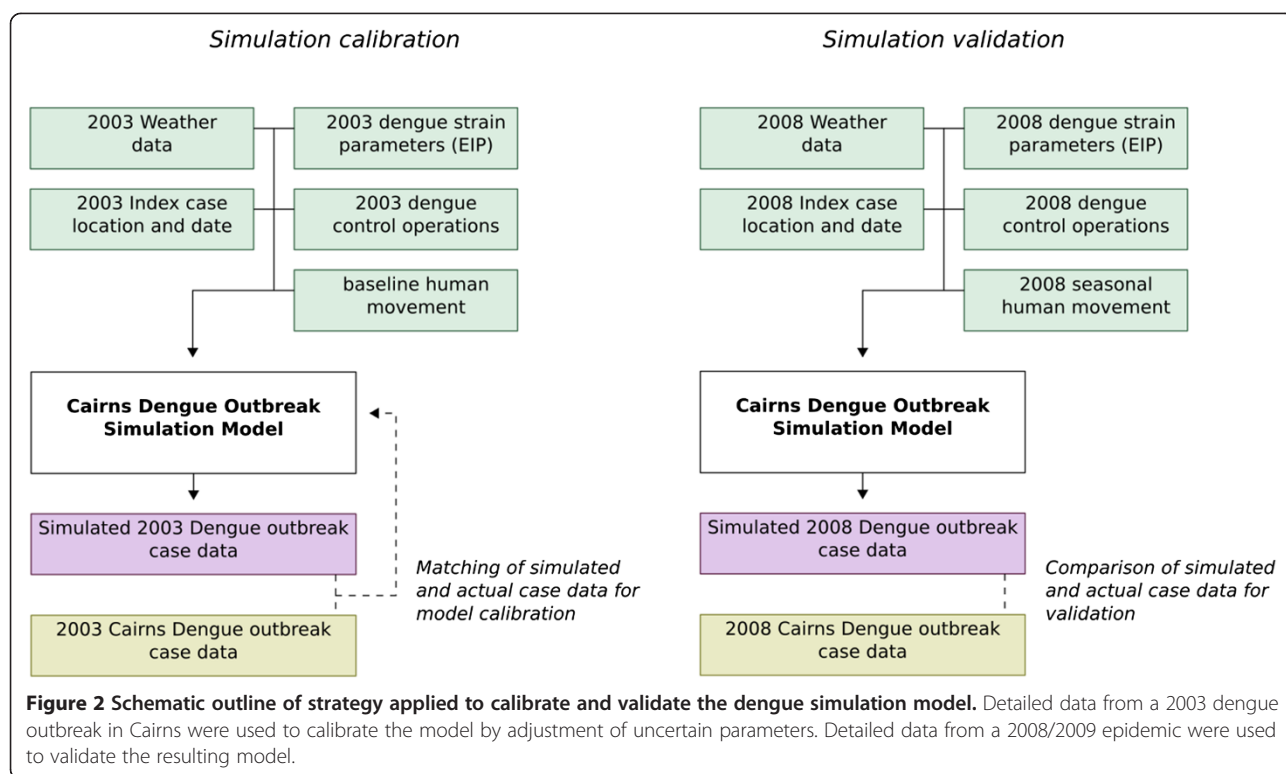 Simulation calibration
2003 Weather
data
2003 dengue strain
parameters (EIP)
2003 Index case
location and date
2003 dengue
control operations
baseline human
movement
Cairns Dengue Outbreak
Simulation Model
Simulated 2003 Dengue outbreak
case data
Matching of simulated
and actual case data for
model calibration
2003 Cairns Dengue outbreak
case data
Simulation validation
2008 Weather
data
2008 dengue strain
parameters (EIP)
2008 Index case
location and date
2008 dengue
control operations
2008 seasonal
human movement
Cairns Dengue Outbreak
Simulation Model
Simulated 2008 Dengue outbreak
case data
Comparison of simulated
and actual case data for
validation
2008 Cairns Dengue outbreak
case data
Figure 2 Schematic outline of strategy applied to calibrate and validate the dengue simulation model. Detailed data from a 2003 dengue
outbreak in Cairns were used to calibrate the model by adjustment of uncertain parameters. Detailed data from a 2008/2009 epidemic were used
to validate the resulting model.